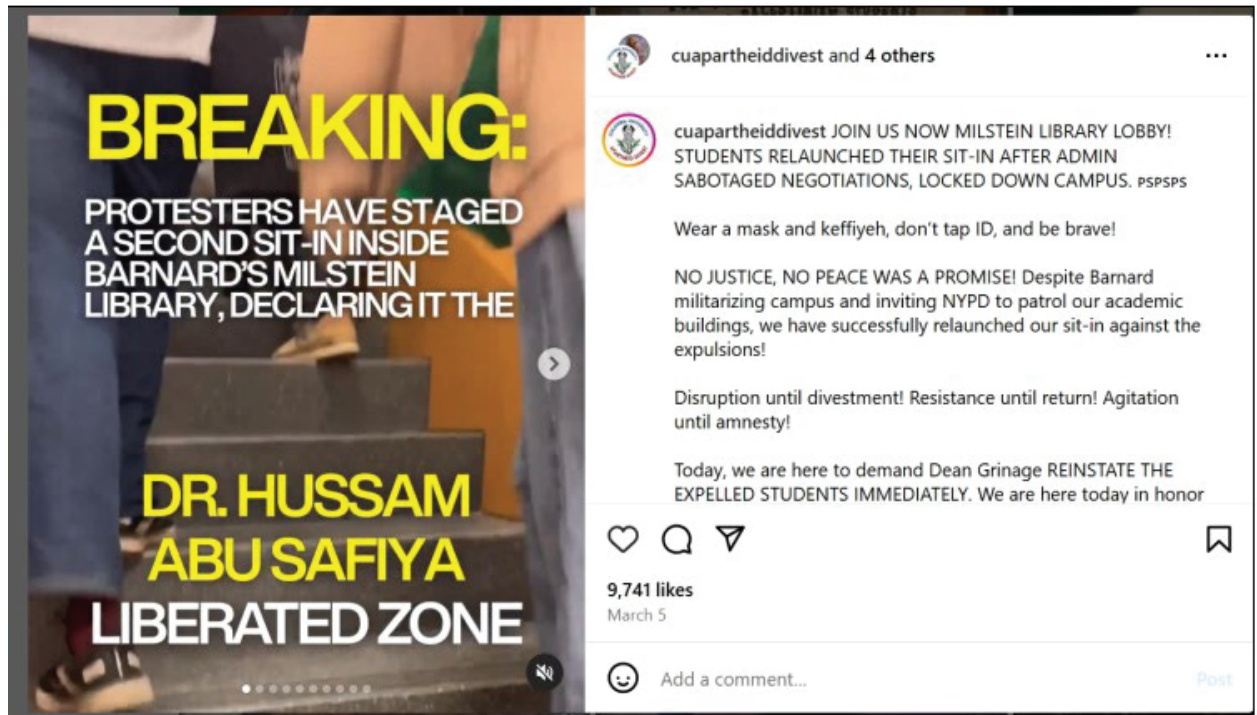 BREAKING:
PROTESTERS HAVE STAGED
A SECOND SIT-IN INSIDE
BARNARD'S MILSTEIN
LIBRARY, DECLARING IT THE
DR. HUSSAM
ABU SAFIYA
LIBERATED ZONE
cuapartheiddivest and 4 others
cuapartheiddivest JOIN US NOW MILSTEIN LIBRARY LOBBY!
STUDENTS RELAUNCHED THEIR SIT-IN AFTER ADMIN
SABOTAGED NEGOTIATIONS, LOCKED DOWN CAMPUS. PSPSPS
Wear a mask and keffiyeh, don't tap ID, and be brave!
NO JUSTICE, NO PEACE WAS A PROMISE! Despite Barnard
militarizing campus and inviting NYPD to patrol our academic
buildings, we have successfully relaunched our sit-in against the
expulsions!
Disruption until divestment! Resistance until return! Agitation
until amnesty!
Today, we are here to demand Dean Grinage REINSTATE THE
EXPELLED STUDENTS IMMEDIATELY. We are here today in honor
9,741 likes
March 5
Add a comment...
Post